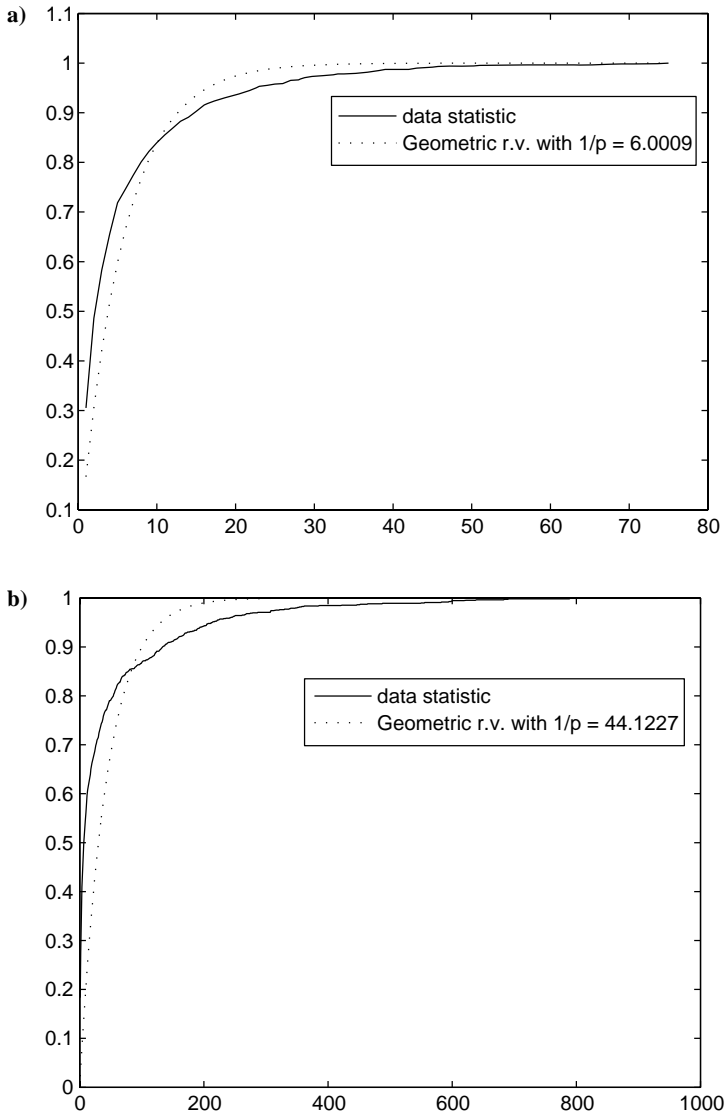 a)
1.1
1
0.9
0.8
0.7
0.6
0.5
0.4
0.3
0.2
0.1
data statistic
Geometric r.v. with 1/p = 6.0009
0 10 20 30 40 50 60 70 80
b)
1
0.9
0.8
0.7
0.6
0.5
0.4
0.3
0.2
0.1
0
data statistic
Geometric r.v. with 1/p = 44.1227
0 200 400 600 800 1000